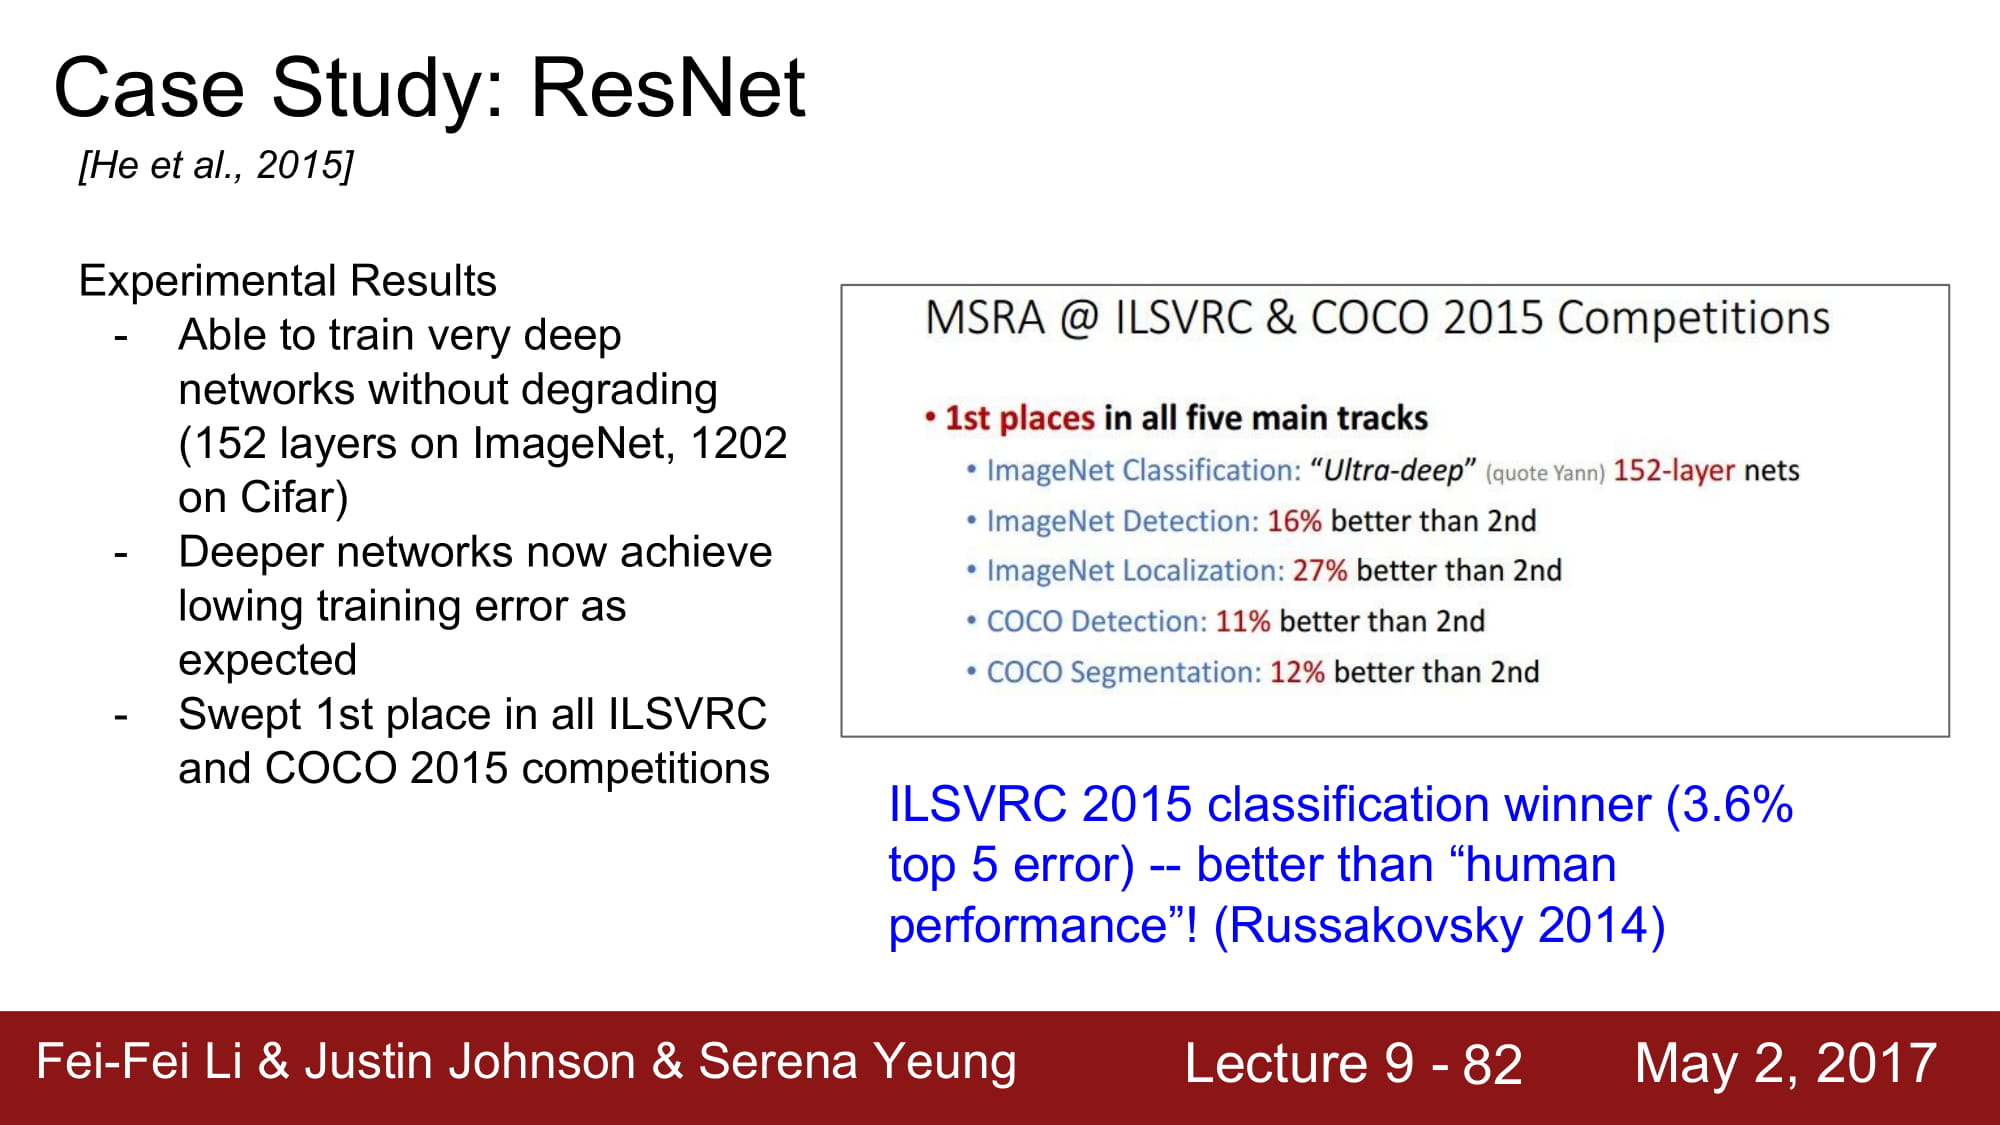 Case Study: ResNet
[He et al., 2015]
Experimental Results
- Able to train very deep
networks without degrading
(152 layers on ImageNet, 1202
on Cifar)
- Deeper networks now achieve
lowing training error as
expected
- Swept 1st place in all ILSVRC
and COCO 2015 competitions
MSRA @ ILSVRC & COCO 2015 Competitions
• 1st places in all five main tracks
• ImageNet Classification: “Ultra-deep” (quote Yann) 152-layer nets
• ImageNet Detection: 16% better than 2nd
• ImageNet Localization: 27% better than 2nd
• COCO Detection: 11% better than 2nd
• COCO Segmentation: 12% better than 2nd
ILSVRC 2015 classification winner (3.6%
top 5 error) -- better than “human
performance”! (Russakovsky 2014)
Fei-Fei Li & Justin Johnson & Serena Yeung
Lecture 9 - 82
May 2, 2017